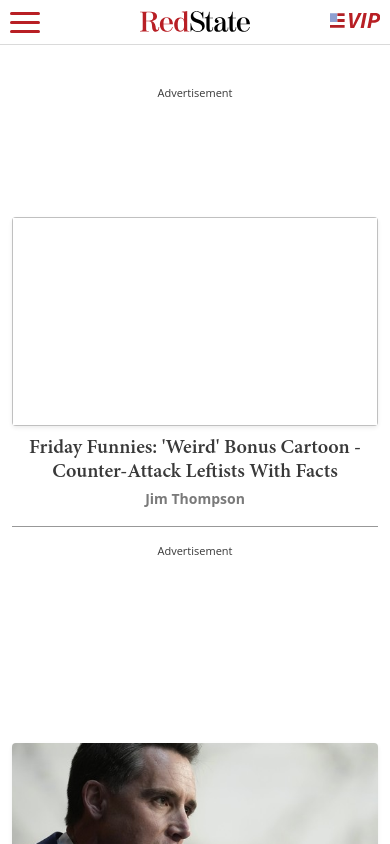 RedState
VIP
Advertisement
Friday Funnies: 'Weird' Bonus Cartoon -
Counter-Attack Leftists With Facts
Jim Thompson
Advertisement